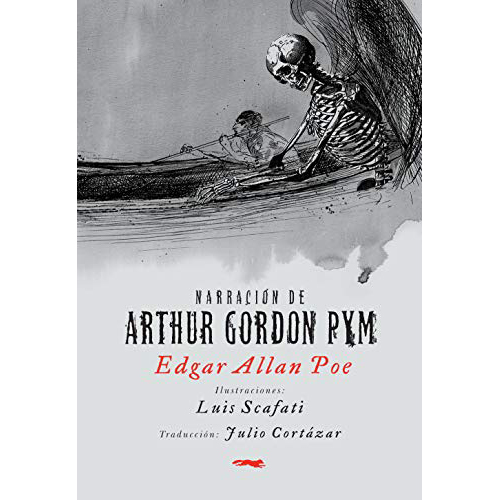 NARRACIÓN DE
ARTHUR GORDON PYM
Edgar Allan Poe
Ilustraciones:
Luis Scafati
Traducción: Julio Cortázar